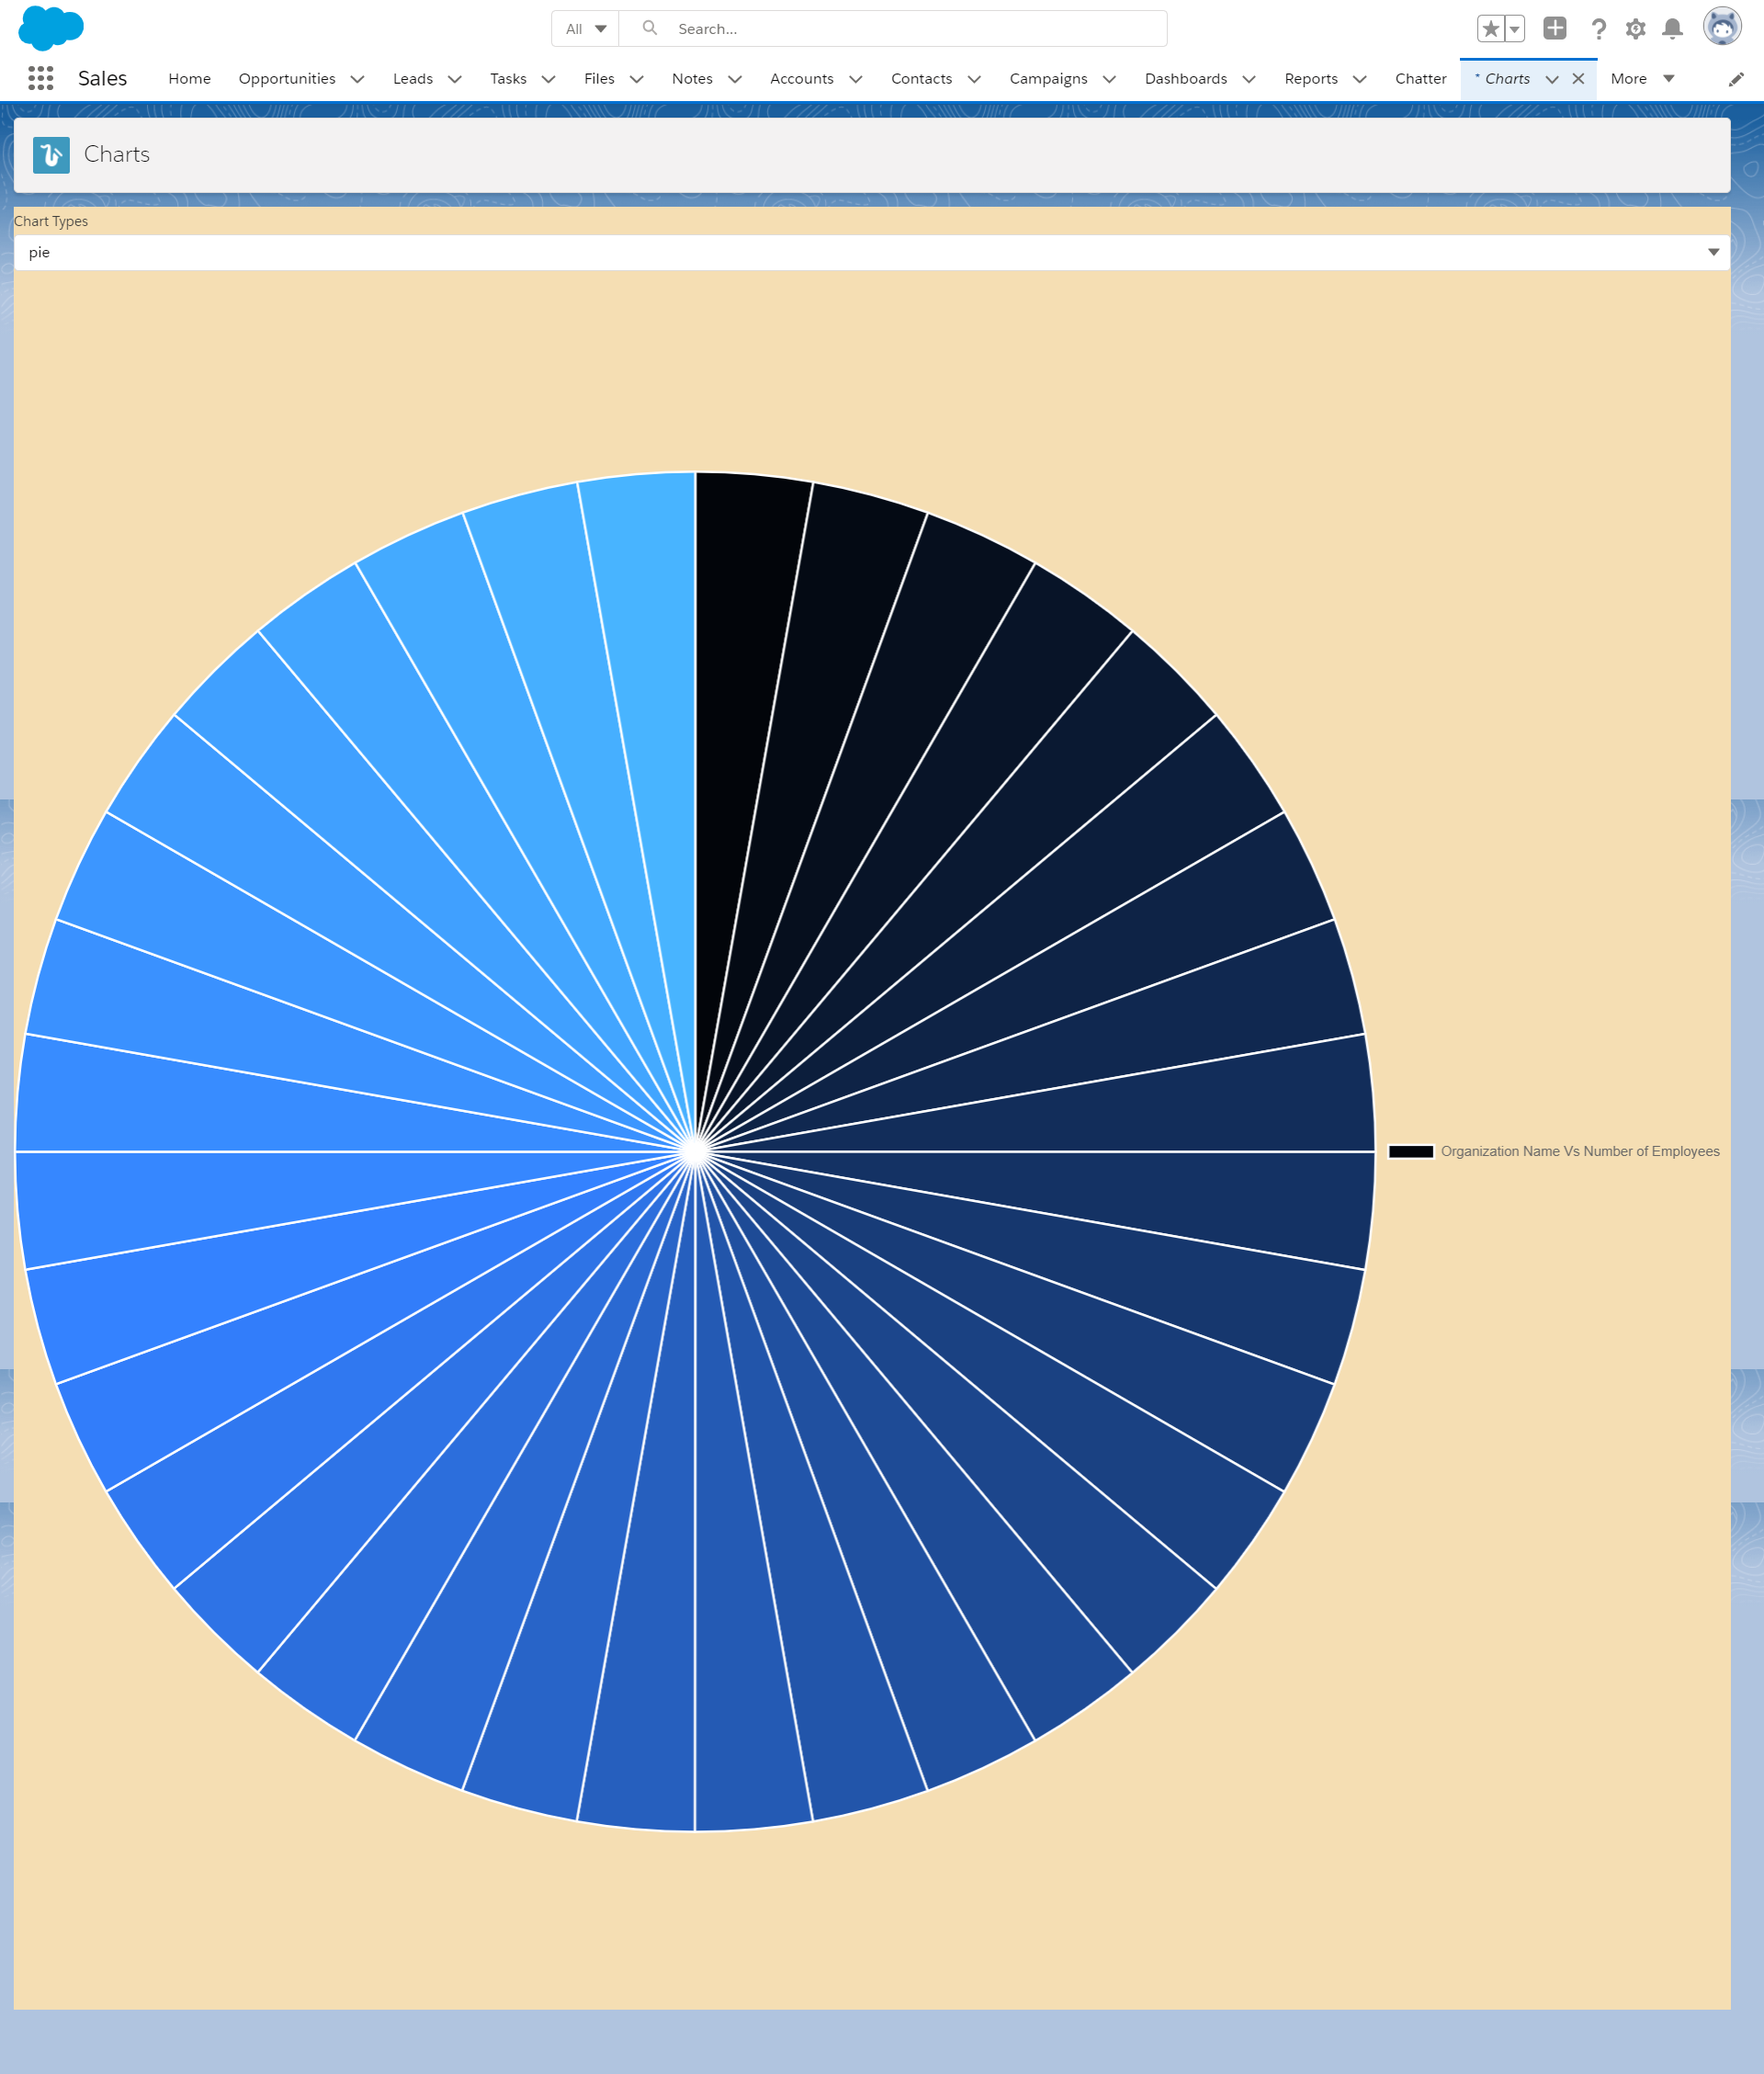 All Search...
Sales Home Opportunities Leads Tasks Files Notes Accounts Contacts Campaigns Dashboards Reports Chatter * Charts More
Charts
Chart Types
pie
Organization Name Vs Number of Employees